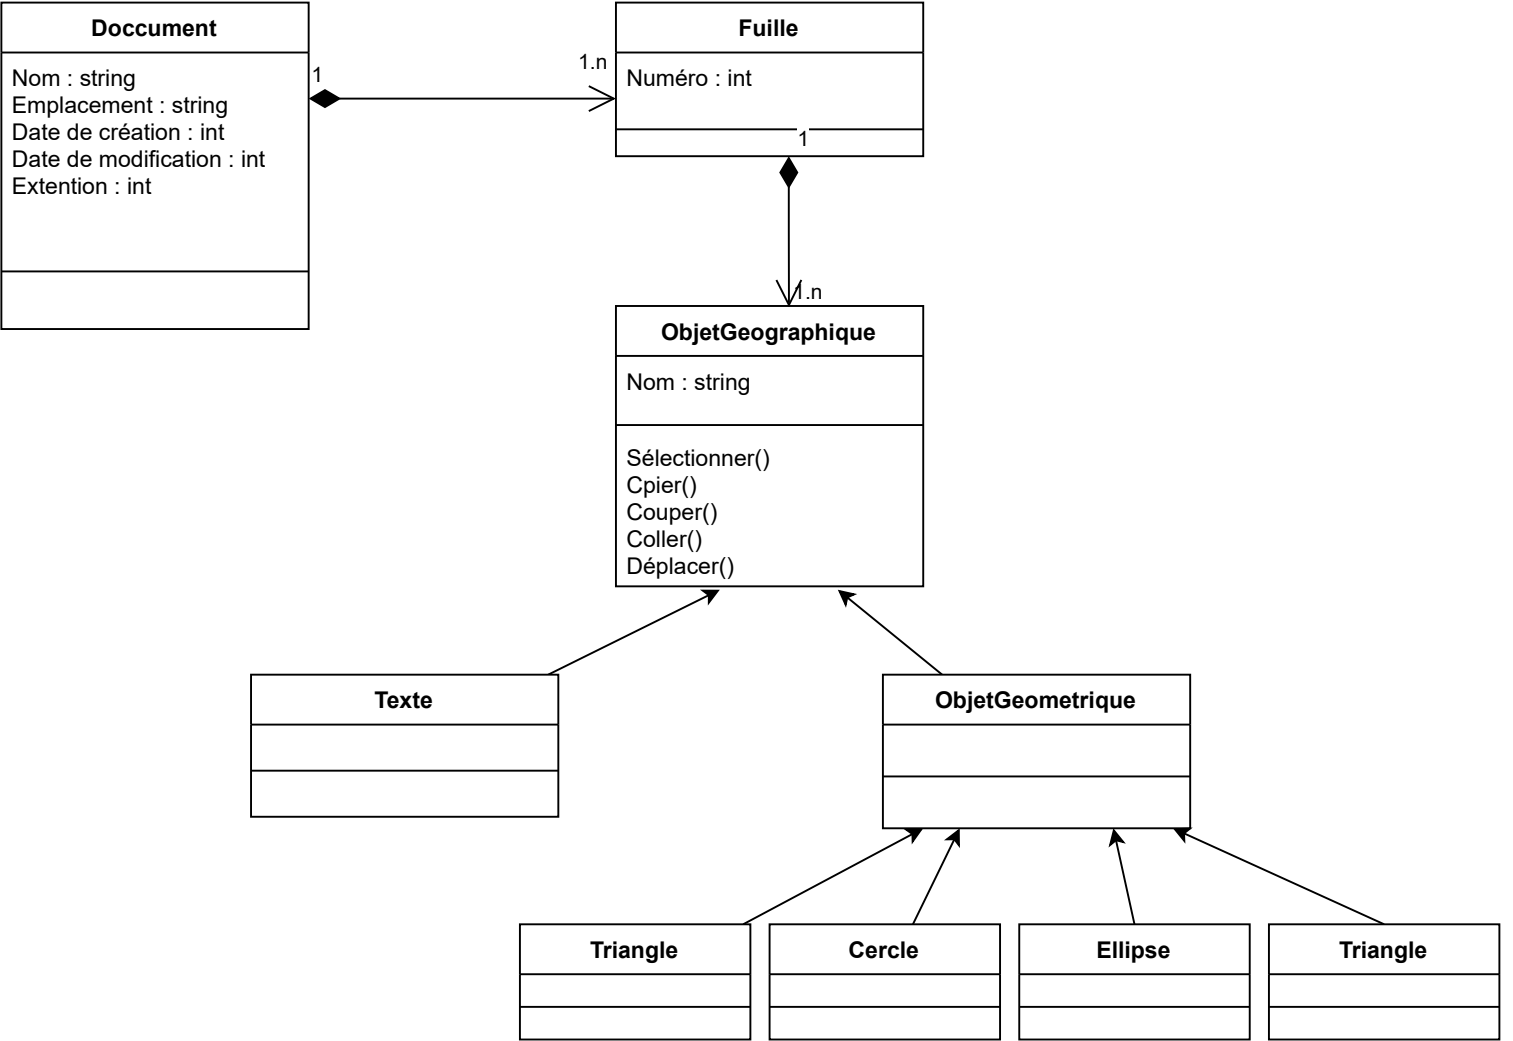 Doccument
Nom : string
Emplacement : string
Date de création : int
Date de modification : int
Extention : int
1
1.n
Fuille
Numéro : int
1
1.n
ObjetGeographique
Nom : string
Sélectionner()
Cpier()
Couper()
Coller()
Déplacer()
Texte
ObjetGeometrique
Triangle
Cercle
Ellipse
Triangle